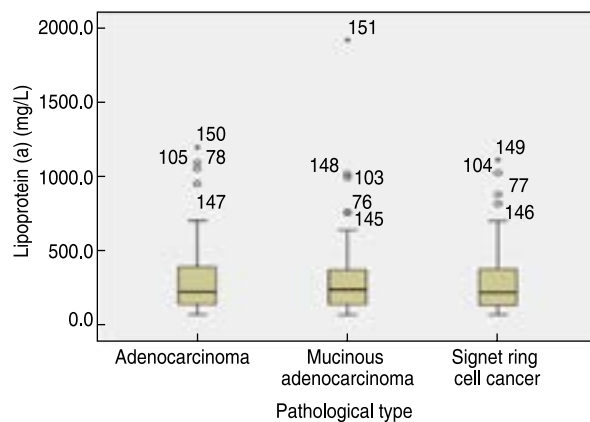 2000.0
1500.0
1000.0
500.0
0.0
Lipoprotein (a) (mg/L)
151
150
105 78
147
148 103
76
145
149
104
77
146
Adenocarcinoma
Mucinous
adenocarcinoma
Signet ring
cell cancer
Pathological type